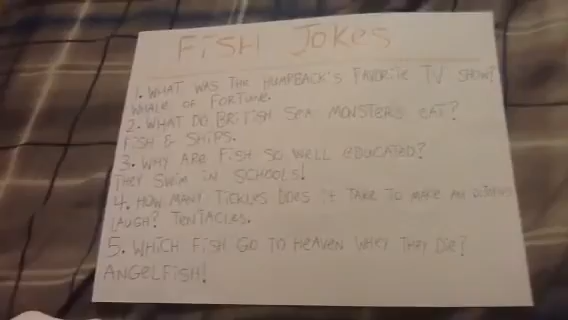 FiSH JOKES
1. WHAT WAS THE HUMPBACK'S FAVORITE TV SHOW?
WHALE OF FORTUNE.
2. WHAT DO BRITISH SEA MONSTERS EAT?
FISH & SHIPS.
3. WHY ARE FISH SO WELL EDUCATED?
THEY SWIM IN SCHOOLS!
4. HOW MANY TICKLES DOES IT TAKE TO MAKE AN OCTOPUS
LAUGH? TENTACLES.
5. WHICH FISH GO TO HEAVEN WHEN THEY DIE?
ANGELFISH!